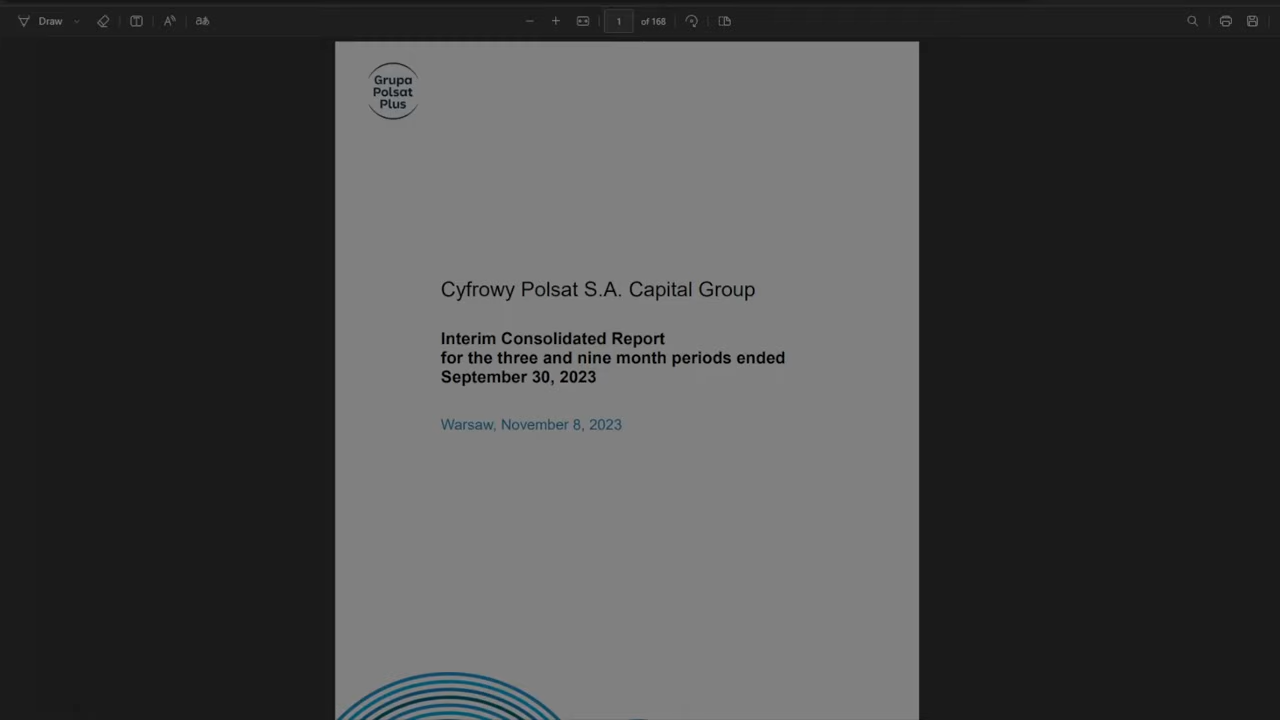 Draw
1 of 168
Grupa
Polsat
Plus
Cyfrowy Polsat S.A. Capital Group
Interim Consolidated Report
for the three and nine month periods ended
September 30, 2023
Warsaw, November 8, 2023